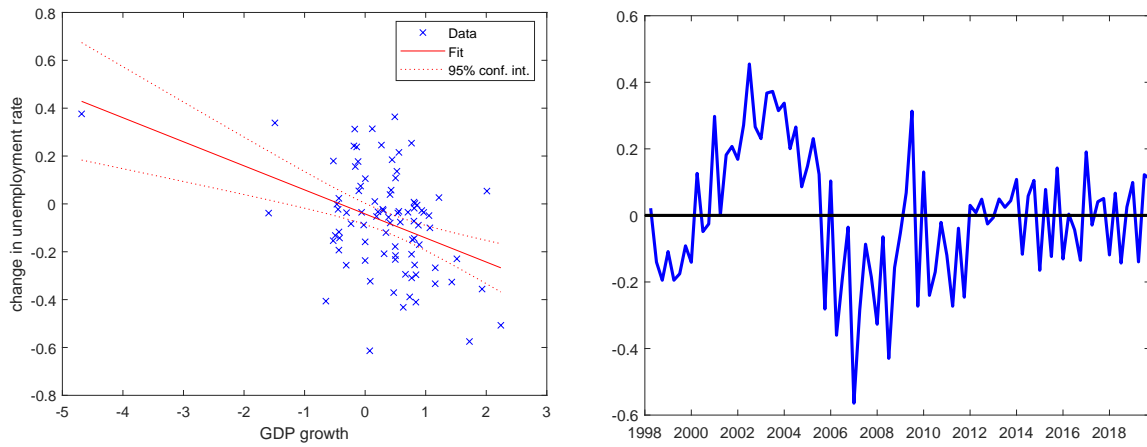 0.8
0.6
0.4
0.2
0
-0.2
-0.4
-0.6
-0.8
change in unemployment rate
Data
Fit
95% conf. int.
-5 -4 -3 -2 -1 0 1 2 3
GDP growth
0.6
0.4
0.2
0
-0.2
-0.4
-0.6
1998 2000 2002 2004 2006 2008 2010 2012 2014 2016 2018